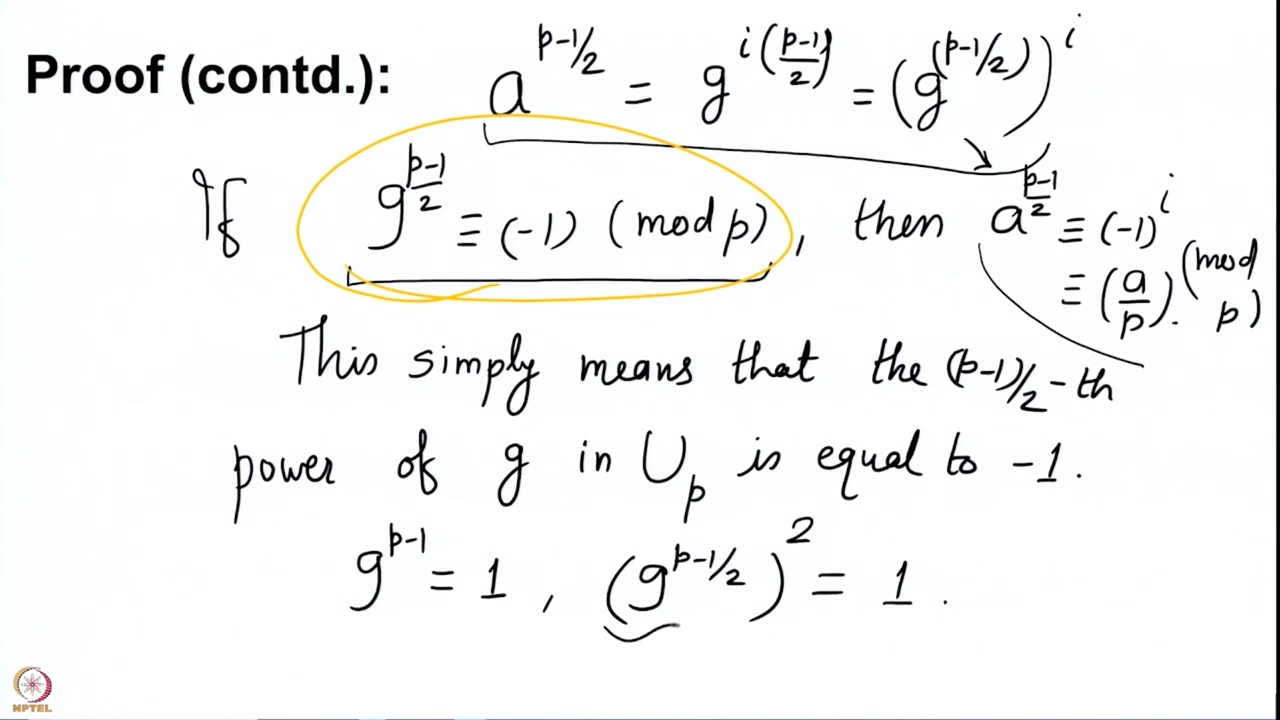 Proof (contd.): a^{p-1/2} = g^{i(p-1/2)} = (g^{(p-1/2)})^i
If g^{p-1/2} ≡ (-1) (mod p), then a^{p-1/2} ≡ (-1)^i
≡ (a/p). (mod p)
This simply means that the (p-1)/2-th
power of g in U_p is equal to -1.
g^{p-1} = 1, (g^{p-1/2})^2 = 1.
NPTEL